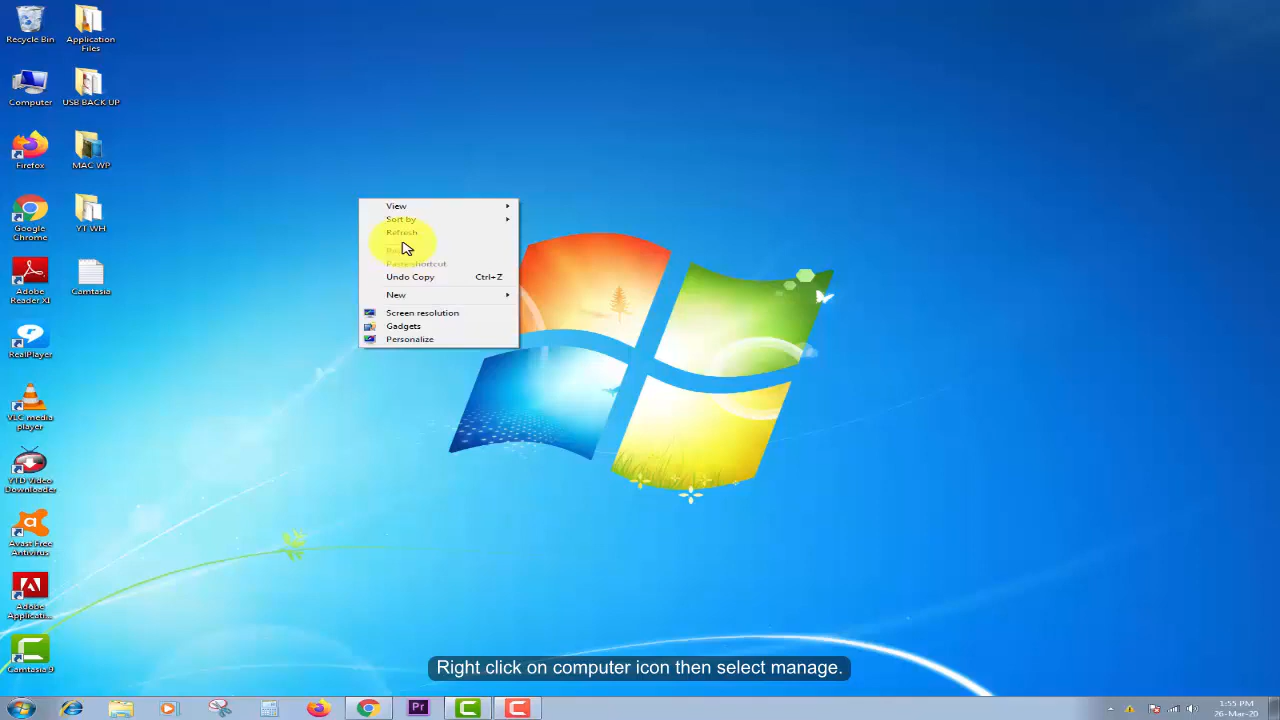 Recycle Bin
Application
Files
Computer
USB BACK UP
Firefox
MAC WP
Google
Chrome
YT WH
Adobe
Reader XI
Camtasia
RealPlayer
VLC media
player
YTD Video
Downloader
Avast Free
Antivirus
Adobe
Applicati...
Camtasia 9
View
Sort by
Refresh
shortcut
Undo Copy Ctrl+Z
New
Screen resolution
Gadgets
Personalize
Right click on computer icon then select manage.
Pr
1:55 PM
26-Mar-20